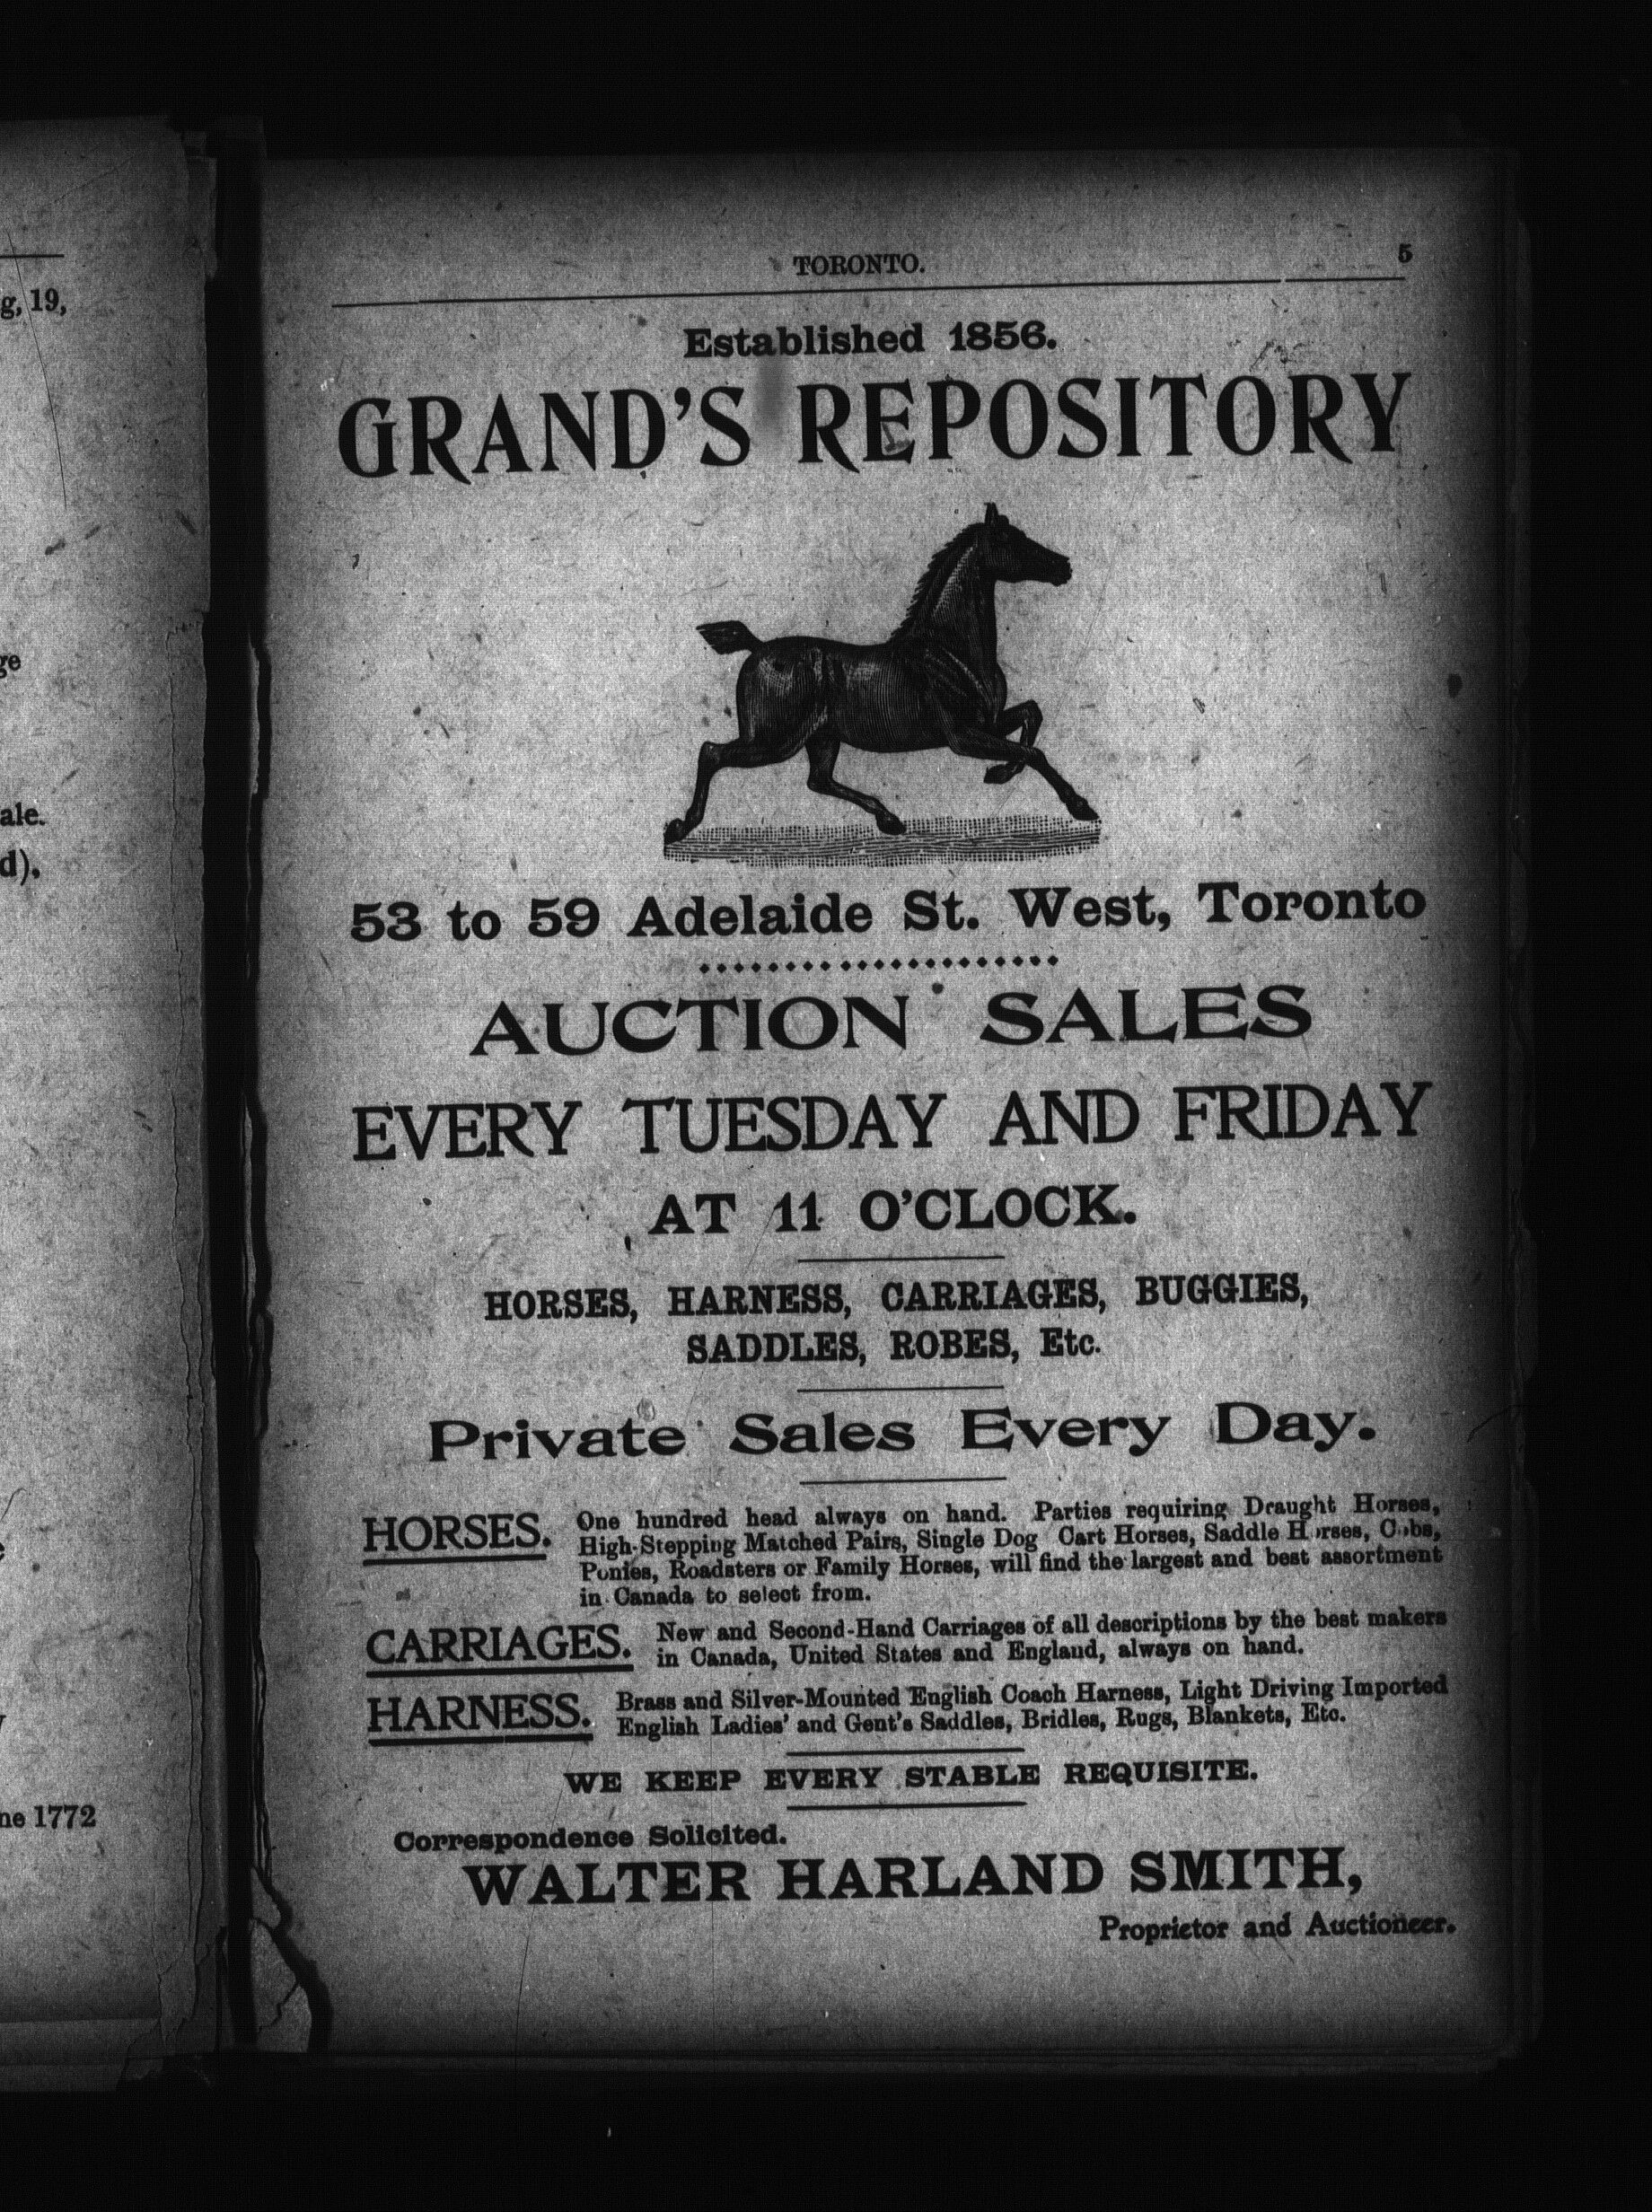 g, 19,
ge
ale.
d).
ne 1772
TORONTO. 5
Established 1856.
GRAND'S REPOSITORY
53 to 59 Adelaide St. West, Toronto
AUCTION SALES
EVERY TUESDAY AND FRIDAY
AT 11 O'CLOCK.
HORSES, HARNESS, CARRIAGES, BUGGIES,
SADDLES, ROBES, Etc.
Private Sales Every Day.
HORSES. One hundred head always on hand. Parties requiring Draught Horses,
High-Stepping Matched Pairs, Single Dog Cart Horses, Saddle Horses, Cobs,
Ponies, Roadsters or Family Horses, will find the largest and best assortment
in Canada to select from.
CARRIAGES. New and Second-Hand Carriages of all descriptions by the best makers
in Canada, United States and England, always on hand.
HARNESS. Brass and Silver-Mounted English Coach Harness, Light Driving Imported
English Ladies' and Gent's Saddles, Bridles, Rugs, Blankets, Etc.
WE KEEP EVERY STABLE REQUISITE.
Correspondence Solicited.
WALTER HARLAND SMITH,
Proprietor and Auctioneer.